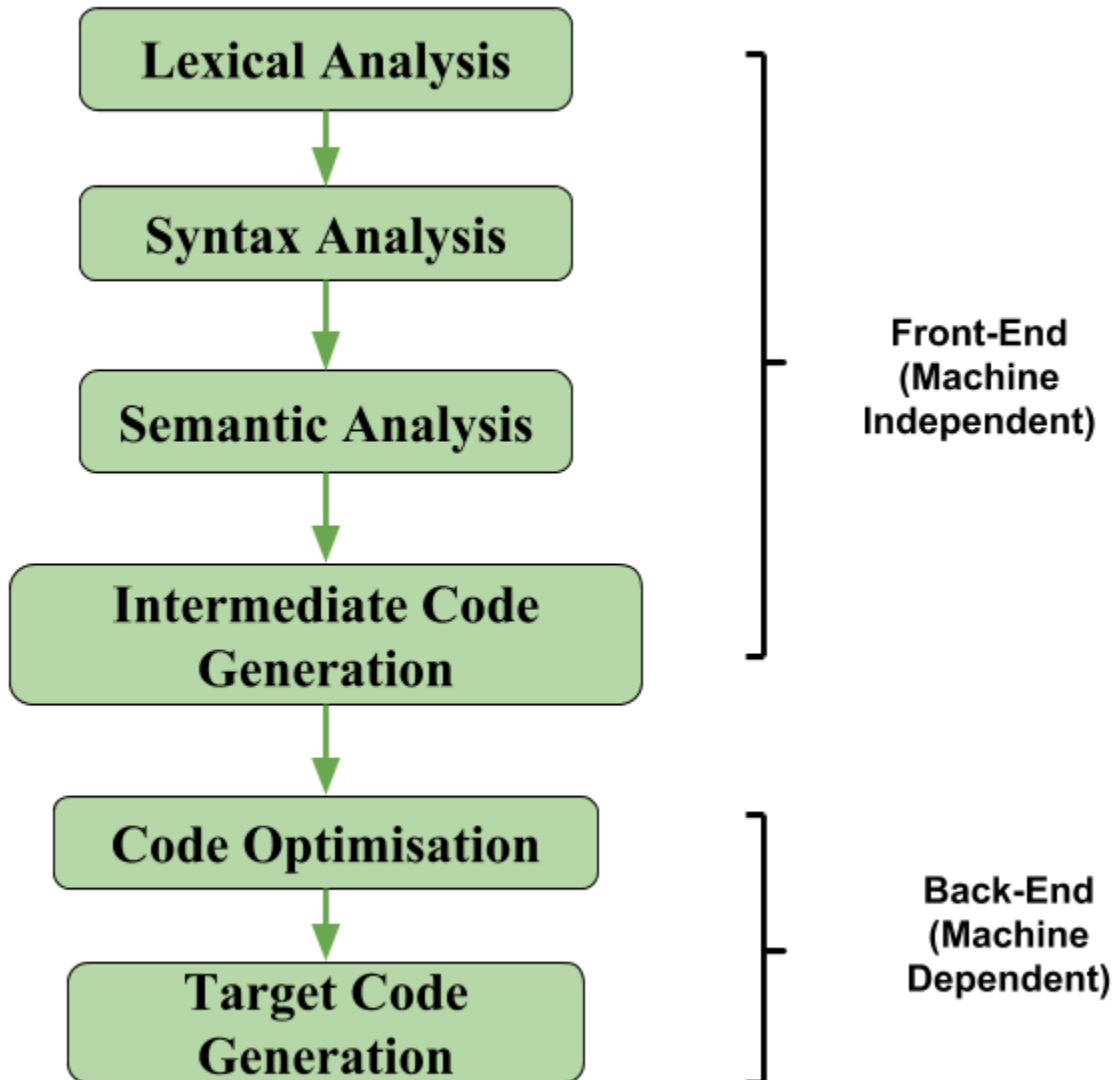 Lexical Analysis
Syntax Analysis
Semantic Analysis
Intermediate Code
Generation
Front-End
(Machine
Independent)
Code Optimisation
Target Code
Generation
Back-End
(Machine
Dependent)